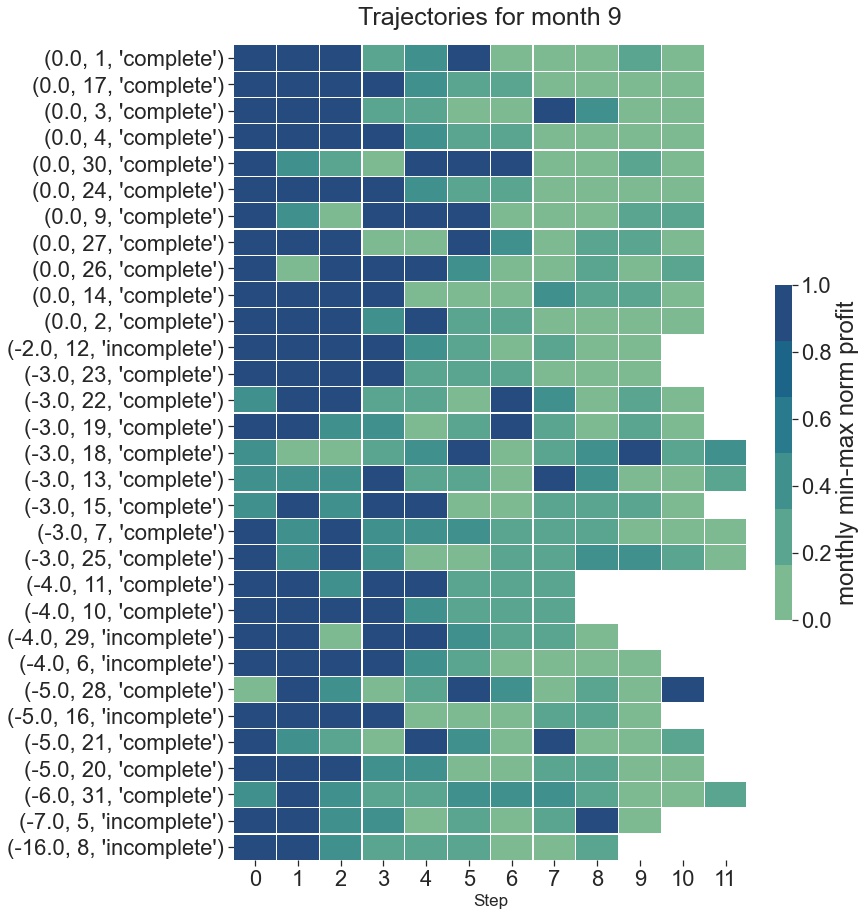 Trajectories for month 9
(0.0, 1, 'complete')
(0.0, 17, 'complete')
(0.0, 3, 'complete')
(0.0, 4, 'complete')
(0.0, 30, 'complete')
(0.0, 24, 'complete')
(0.0, 9, 'complete')
(0.0, 27, 'complete')
(0.0, 26, 'complete')
(0.0, 14, 'complete')
(0.0, 2, 'complete')
(-2.0, 12, 'incomplete')
(-3.0, 23, 'complete')
(-3.0, 22, 'complete')
(-3.0, 19, 'complete')
(-3.0, 18, 'complete')
(-3.0, 13, 'complete')
(-3.0, 15, 'complete')
(-3.0, 7, 'complete')
(-3.0, 25, 'complete')
(-4.0, 11, 'complete')
(-4.0, 10, 'complete')
(-4.0, 29, 'incomplete')
(-4.0, 6, 'incomplete')
(-5.0, 28, 'complete')
(-5.0, 16, 'incomplete')
(-5.0, 21, 'complete')
(-5.0, 20, 'complete')
(-6.0, 31, 'complete')
(-7.0, 5, 'incomplete')
(-16.0, 8, 'incomplete')
0 1 2 3 4 5 6 7 8 9 10 11
Step
1.0
0.8
0.6
0.4
0.2
0.0
monthly min-max norm profit